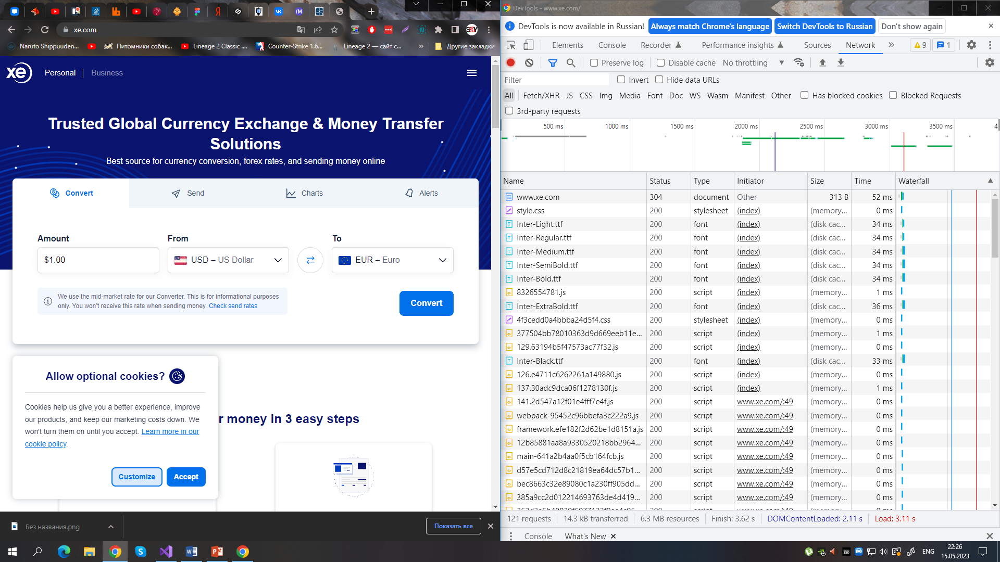 xe.com
Naruto Shippuuden...
Питомники собак...
Lineage 2 Classic ....
Counter-Strike 1.6...
Lineage 2 — сайт с...
»
Другие закладки
xe
Personal
Business
Trusted Global Currency Exchange & Money Transfer
Solutions
Best source for currency conversion, forex rates, and sending money online
Convert
Send
Charts
Alerts
Amount
From
To
$1.00
USD – US Dollar
EUR – Euro
We use the mid-market rate for our Converter. This is for informational purposes
only. You won’t receive this rate when sending money. Check send rates
Convert
Allow optional cookies?
Cookies help us give you a better experience, improve
our products, and keep our marketing costs down. We
won't turn them on until you accept. Learn more in our
cookie policy.
Customize
Accept
r money in 3 easy steps
Без названия.png
Показать все
DevTools - www.xe.com/
DevTools is now available in Russian!
Always match Chrome's language
Switch DevTools to Russian
Don't show again
Elements
Console
Recorder
Performance insights
Sources
Network
»
9
1
Preserve log
Disable cache
No throttling
Filter
Invert
Hide data URLs
All
Fetch/XHR
JS
CSS
Img
Media
Font
Doc
WS
Wasm
Manifest
Other
Has blocked cookies
Blocked Requests
3rd-party requests
500 ms
1000 ms
1500 ms
2000 ms
2500 ms
3000 ms
3500 ms
4
Name Status Type Initiator Size Time Waterfall
www.xe.com 304 document Other 313 B 52 ms
style.css 200 stylesheet (index) (memory... 0 ms
Inter-Light.ttf 200 font (index) (disk cac... 34 ms
Inter-Regular.ttf 200 font (index) (disk cac... 34 ms
Inter-Medium.ttf 200 font (index) (disk cac... 34 ms
Inter-SemiBold.ttf 200 font (index) (disk cac... 34 ms
Inter-Bold.ttf 200 font (index) (disk cac... 34 ms
8326554781.js 200 script (index) (memory... 1 ms
Inter-ExtraBold.ttf 200 font (index) (disk cac... 36 ms
4f3cedd0a4bbba24d5f4.css 200 stylesheet (index) (memory... 0 ms
377504bb78010363d9d669eeb11e... 200 script (index) (memory... 1 ms
129.63194b5f47573ac77f32.js 200 script (index) (memory... 0 ms
Inter-Black.ttf 200 font (index) (disk cac... 33 ms
126.e4711c6262261a149880.js 200 script (index) (memory... 0 ms
137.30adc9dca06f1278130f.js 200 script (index) (memory... 1 ms
141.2d547a12f01e4fff7e4f.js 200 script www.xe.com/:49 (memory... 0 ms
webpack-95452c96bbefa3c222a9.js 200 script www.xe.com/:49 (memory... 0 ms
framework.efe182f2d62be1d8151a.js 200 script www.xe.com/:49 (memory... 0 ms
12b85881aa8a9330520218bb2964... 200 script www.xe.com/:49 (memory... 0 ms
main-641a2b4aa0f5cb164fcb.js 200 script www.xe.com/:49 (memory... 0 ms
d57e5cd712d8c21819ea64dc57b1... 200 script www.xe.com/:49 (memory... 0 ms
bec8663c32e89080c1a230ff905dd... 200 script www.xe.com/:49 (memory... 0 ms
385a9cc2d012214693763de4d419... 200 script www.xe.com/:49 (memory... 0 ms
121 requests
14.3 kB transferred
6.3 MB resources
Finish: 3.62 s
DOMContentLoaded: 2.11 s
Load: 3.11 s
Console
What's New
ENG
22:26
15.05.2023